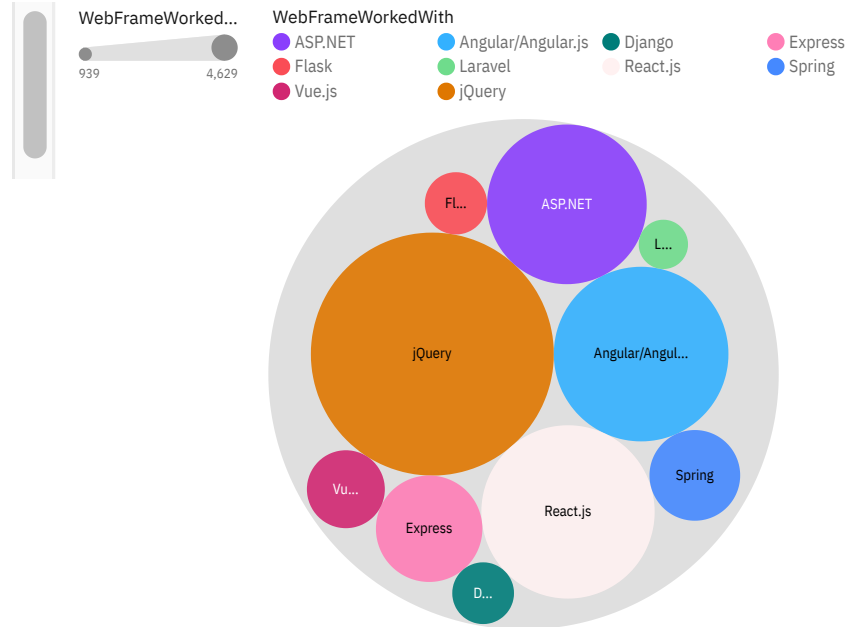 WebFrameWorked...
939 4,629
WebFrameWorkedWith
ASP.NET Angular/Angular.js Django Express
Flask Laravel React.js Spring
Vue.js jQuery
ASP.NET
Fl...
L...
jQuery
Angular/Angul...
Spring
Vu...
React.js
Express
D...